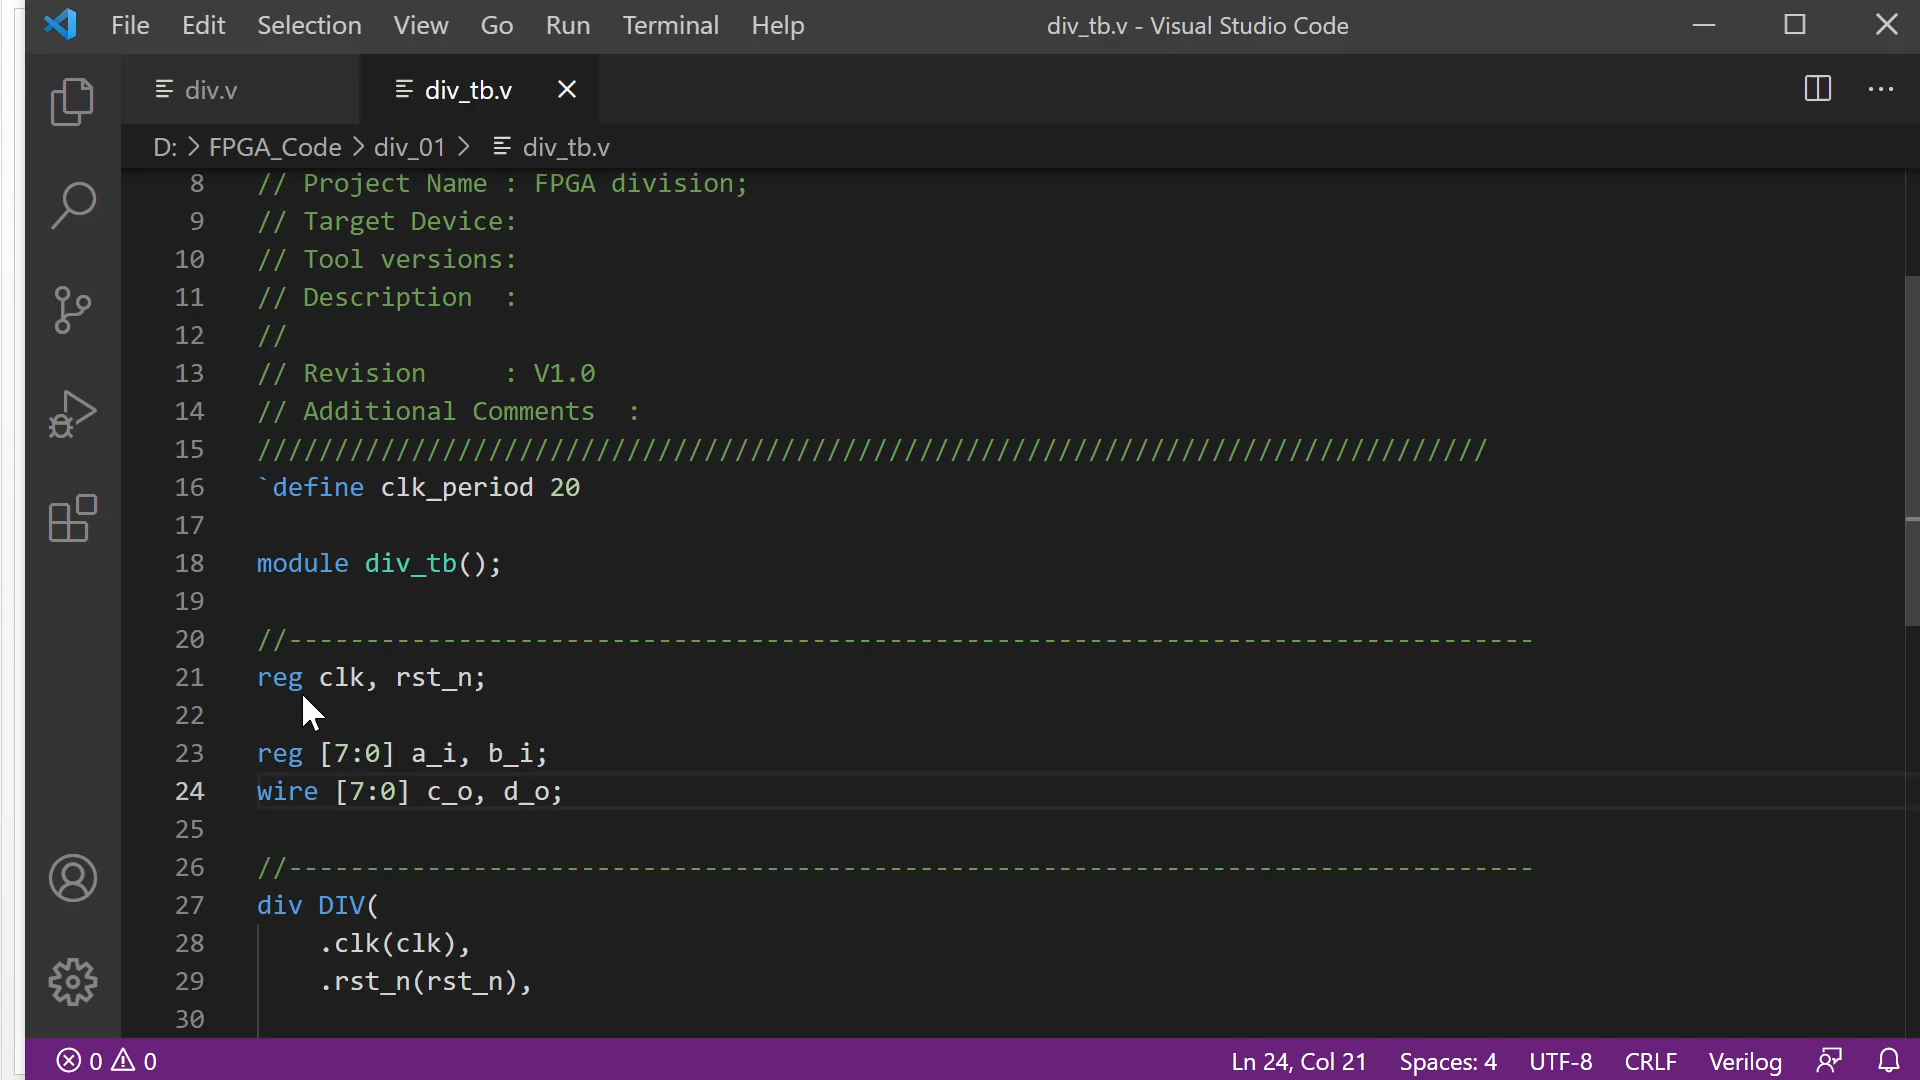 File Edit Selection View Go Run Terminal Help div_tb.v - Visual Studio Code
div.v div_tb.v
D: > FPGA_Code > div_01 > div_tb.v
8 // Project Name : FPGA division;
9 // Target Device:
10 // Tool versions:
11 // Description  :
12 //
13 // Revision     : V1.0
14 // Additional Comments  :
15 ////////////////////////////////////////////////////////////////////////////////
16 `define clk_period 20
17
18 module div_tb();
19
20 //---------------------------------------------------------------------------------
21 reg clk, rst_n;
22
23 reg [7:0] a_i, b_i;
24 wire [7:0] c_o, d_o;
25
26 //---------------------------------------------------------------------------------
27 div DIV(
28     .clk(clk),
29     .rst_n(rst_n),
30
0 0 Ln 24, Col 21 Spaces: 4 UTF-8 CRLF Verilog